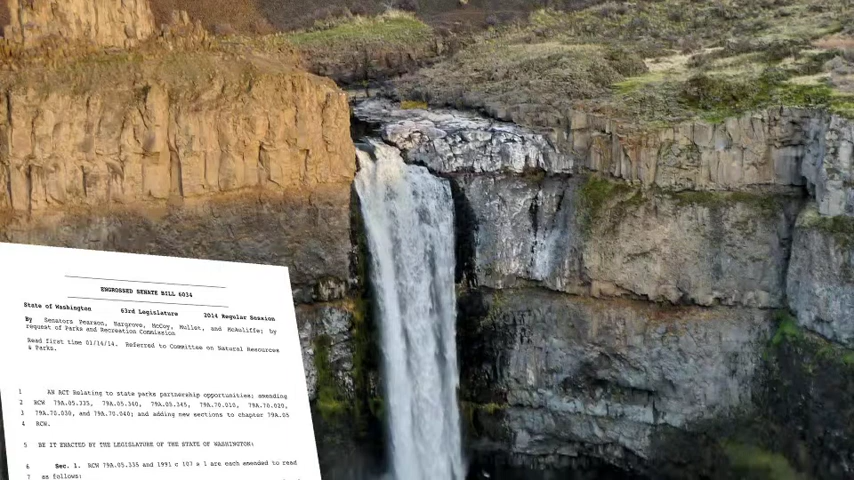 ENGROSSED SENATE BILL 6034
State of Washington 63rd Legislature 2014 Regular Session
By Senators Pearson, Hargrove, McCoy, Mullet, and McAuliffe; by
request of Parks and Recreation Commission
Read first time 01/14/14. Referred to Committee on Natural Resources
& Parks.
1 AN ACT Relating to state parks partnership opportunities; amending
2 RCW 79A.05.335, 79A.05.340, 79A.05.345, 79A.70.010, 79A.70.020,
3 79A.70.030, and 79A.70.040; and adding new sections to chapter 79A.05
4 RCW.
5 BE IT ENACTED BY THE LEGISLATURE OF THE STATE OF WASHINGTON:
6 Sec. 1. RCW 79A.05.335 and 1991 c 107 s 1 are each amended to read
7 as follows: